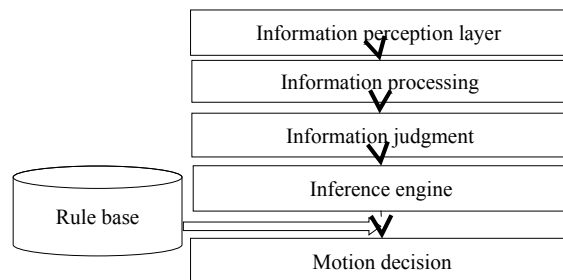 Information perception layer
Information processing
Information judgment
Inference engine
Rule base
Motion decision